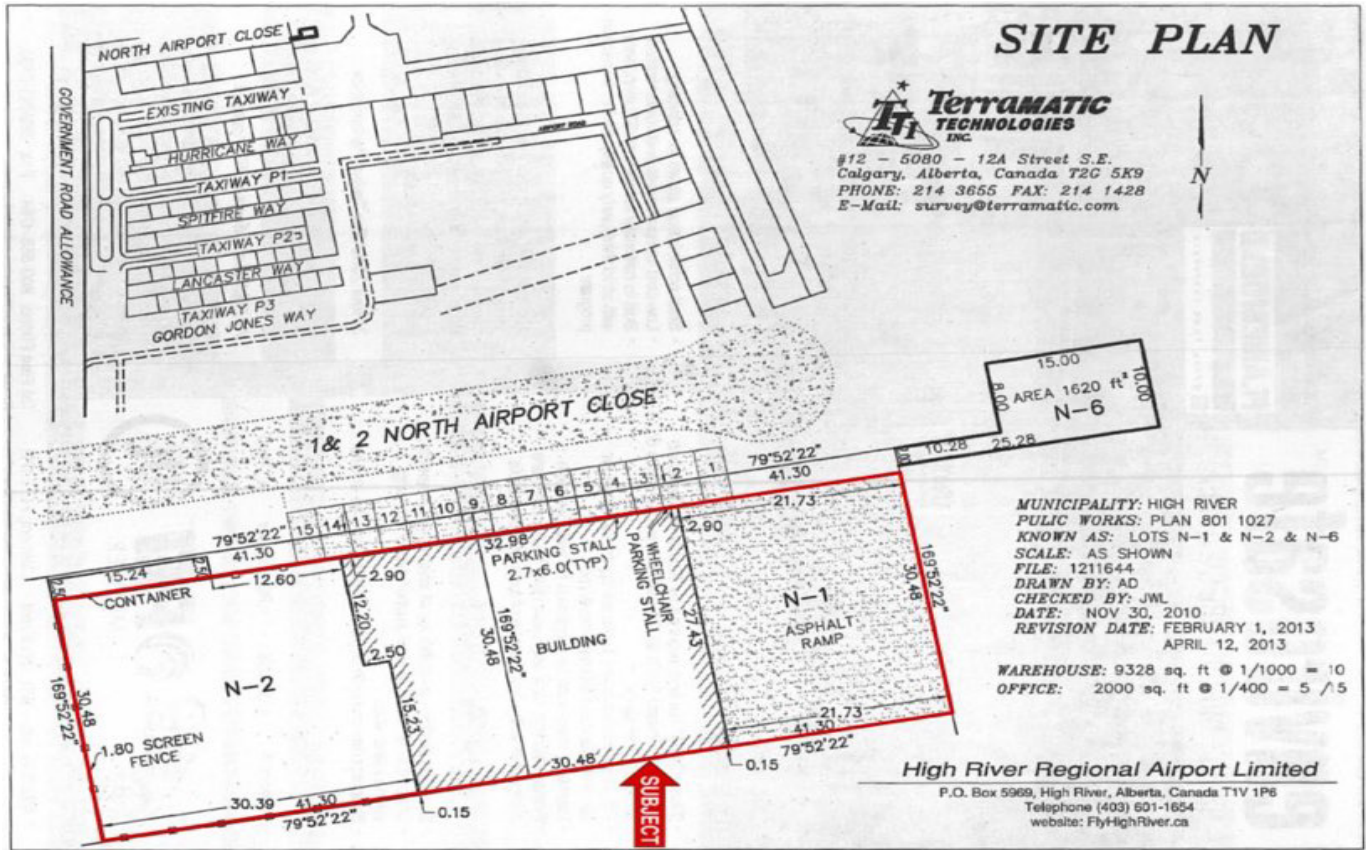 SITE PLAN
NORTH AIRPORT CLOSE
EXISTING TAXIWAY
HURRICANE WAY
TAXIWAY P1
SPITFIRE WAY
TAXIWAY P2
LANCASTER WAY
TAXIWAY P3
GORDON JONES WAY
GOVERNMENT ROAD ALLOWANCE
AIRPORT ROAD
TTI
TerraMATIC
TECHNOLOGIES
INC.
#12 - 5080 - 12A Street S.E.
Calgary, Alberta, Canada T2C 5K9
PHONE: 214 3655 FAX: 214 1428
E-Mail: survey@terramatic.com
N
1& 2 NORTH AIRPORT CLOSE
15.00
8.00
AREA 1620 ft²
10.00
N-6
2.00
10.28
25.28
79°52'22"
41.30
21.73
15 14 13 12 11 10 9 8 7 6 5 4 3 2 1
79°52'22"
41.30
2.50
15.24
2.50
12.60
CONTAINER
2.90
12.20
2.50
15.23
32.98
PARKING STALL
2.7x6.0(TYP)
WHEELCHAIR
PARKING STALL
2.90
27.43
169°52'22"
30.48
BUILDING
N-1
ASPHALT
RAMP
169°52'22"
30.48
N-2
30.48
169°52'22"
1.80 SCREEN
FENCE
30.39
41.30
79°52'22"
0.15
30.48
21.73
41.30
79°52'22"
0.15
SUBJECT
MUNICIPALITY: HIGH RIVER
PULIC WORKS: PLAN 801 1027
KNOWN AS: LOTS N-1 & N-2 & N-6
SCALE: AS SHOWN
FILE: 1211644
DRAWN BY: AD
CHECKED BY: JWL
DATE: NOV 30, 2010
REVISION DATE: FEBRUARY 1, 2013
APRIL 12, 2013
WAREHOUSE: 9328 sq. ft @ 1/1000 = 10
OFFICE: 2000 sq. ft @ 1/400 = 5 /15
High River Regional Airport Limited
P.O. Box 5969, High River, Alberta, Canada T1V 1P6
Telephone (403) 601-1654
website: FlyHighRiver.ca